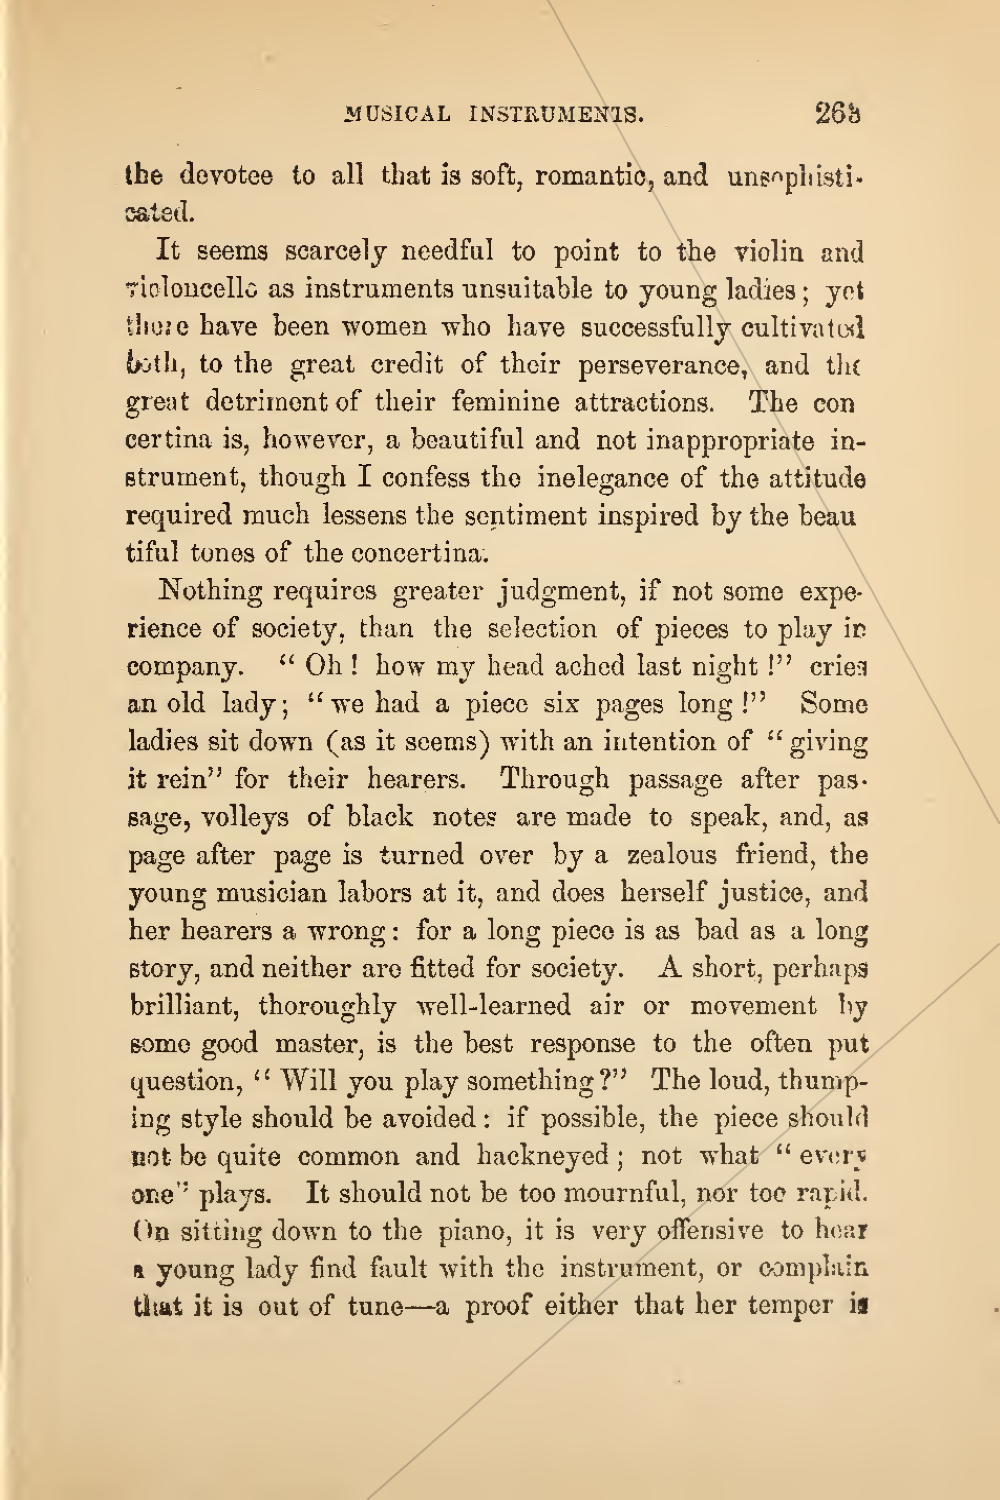 MUSICAL INSTRUMENTS. 263
the devotee to all that is soft, romantic, and unsophisti-
cated.
It seems scarcely needful to point to the violin and
violoncello as instruments unsuitable to young ladies; yet
there have been women who have successfully cultivated
both, to the great credit of their perseverance, and the
great detriment of their feminine attractions. The con
certina is, however, a beautiful and not inappropriate in-
strument, though I confess the inelegance of the attitude
required much lessens the sentiment inspired by the beau
tiful tones of the concertina.
Nothing requires greater judgment, if not some expe-
rience of society, than the selection of pieces to play in
company. “Oh! how my head ached last night!” cries
an old lady; “we had a piece six pages long!” Some
ladies sit down (as it seems) with an intention of “giving
it rein” for their hearers. Through passage after pas-
sage, volleys of black notes are made to speak, and, as
page after page is turned over by a zealous friend, the
young musician labors at it, and does herself justice, and
her hearers a wrong: for a long piece is as bad as a long
story, and neither are fitted for society. A short, perhaps
brilliant, thoroughly well-learned air or movement by
some good master, is the best response to the often put
question, “Will you play something?” The loud, thump-
ing style should be avoided: if possible, the piece should
not be quite common and hackneyed; not what “every
one” plays. It should not be too mournful, nor too rapid.
On sitting down to the piano, it is very offensive to hear
a young lady find fault with the instrument, or complain
that it is out of tune—a proof either that her temper is